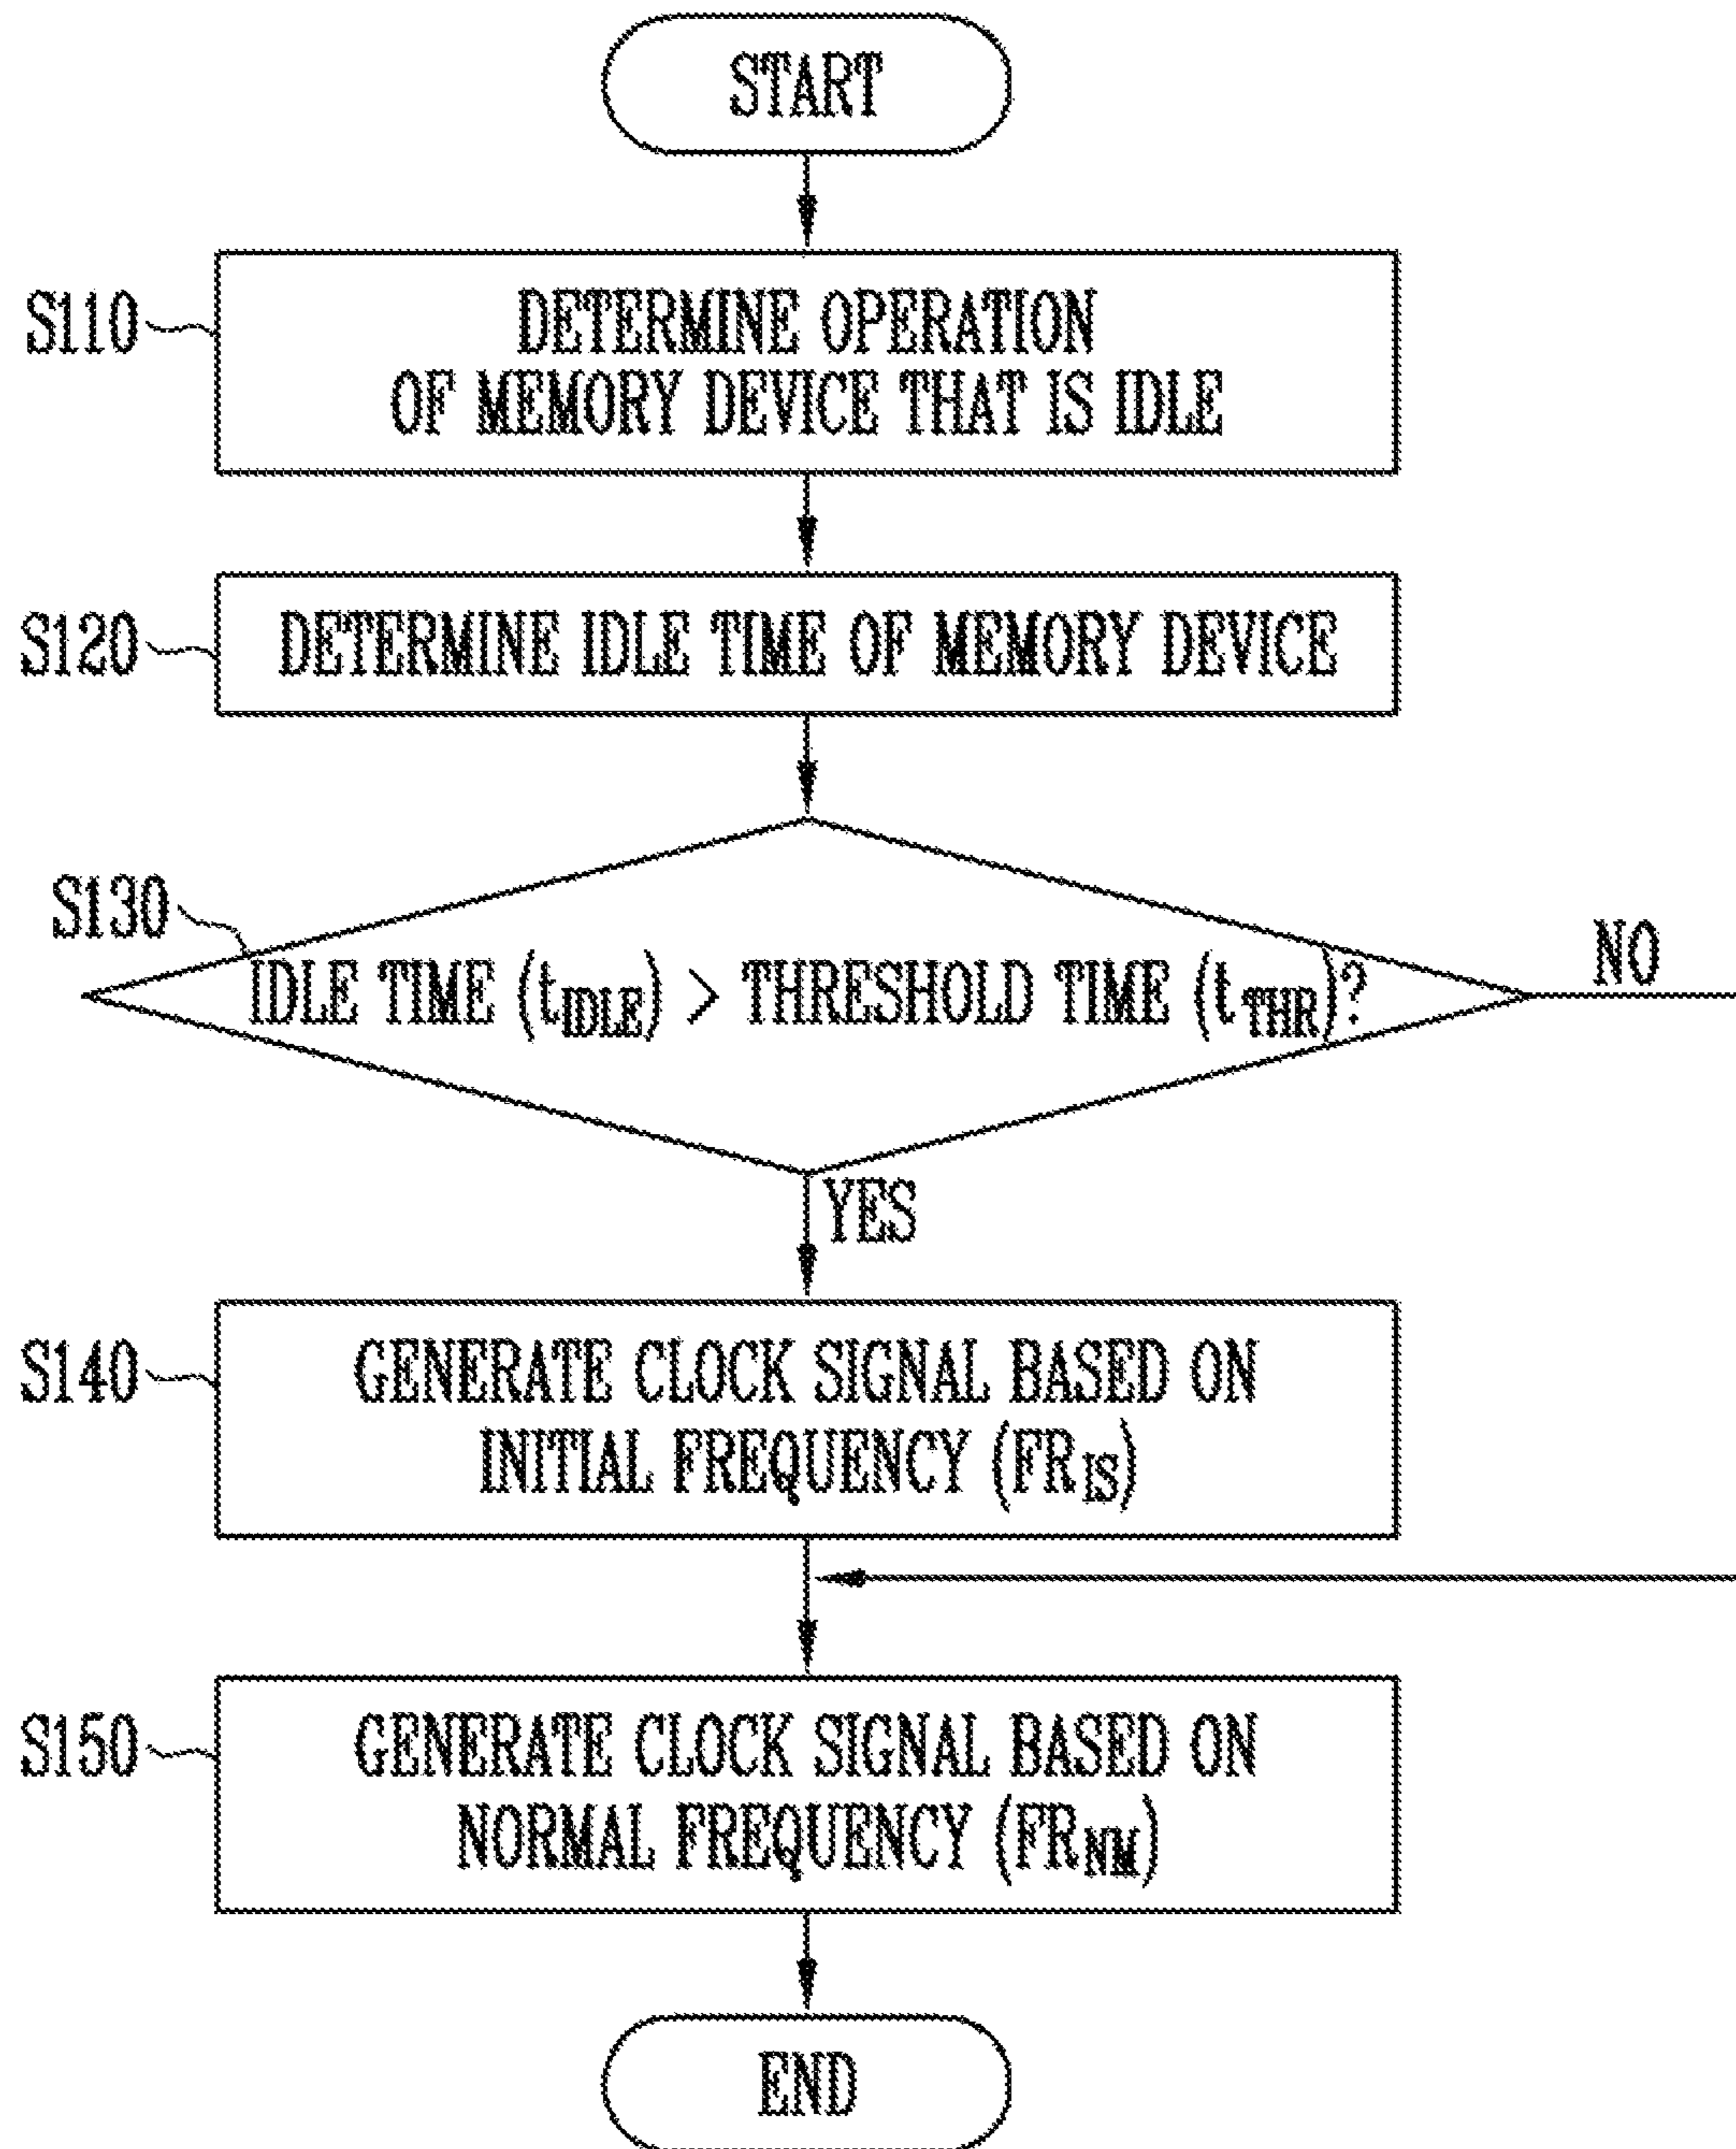 START
S110
DETERMINE OPERATION
OF MEMORY DEVICE THAT IS IDLE
S120
DETERMINE IDLE TIME OF MEMORY DEVICE
S130
IDLE TIME (tIDLE) > THRESHOLD TIME (tTHR)?
NO
YES
S140
GENERATE CLOCK SIGNAL BASED ON
INITIAL FREQUENCY (FRIS)
S150
GENERATE CLOCK SIGNAL BASED ON
NORMAL FREQUENCY (FRNM)
END